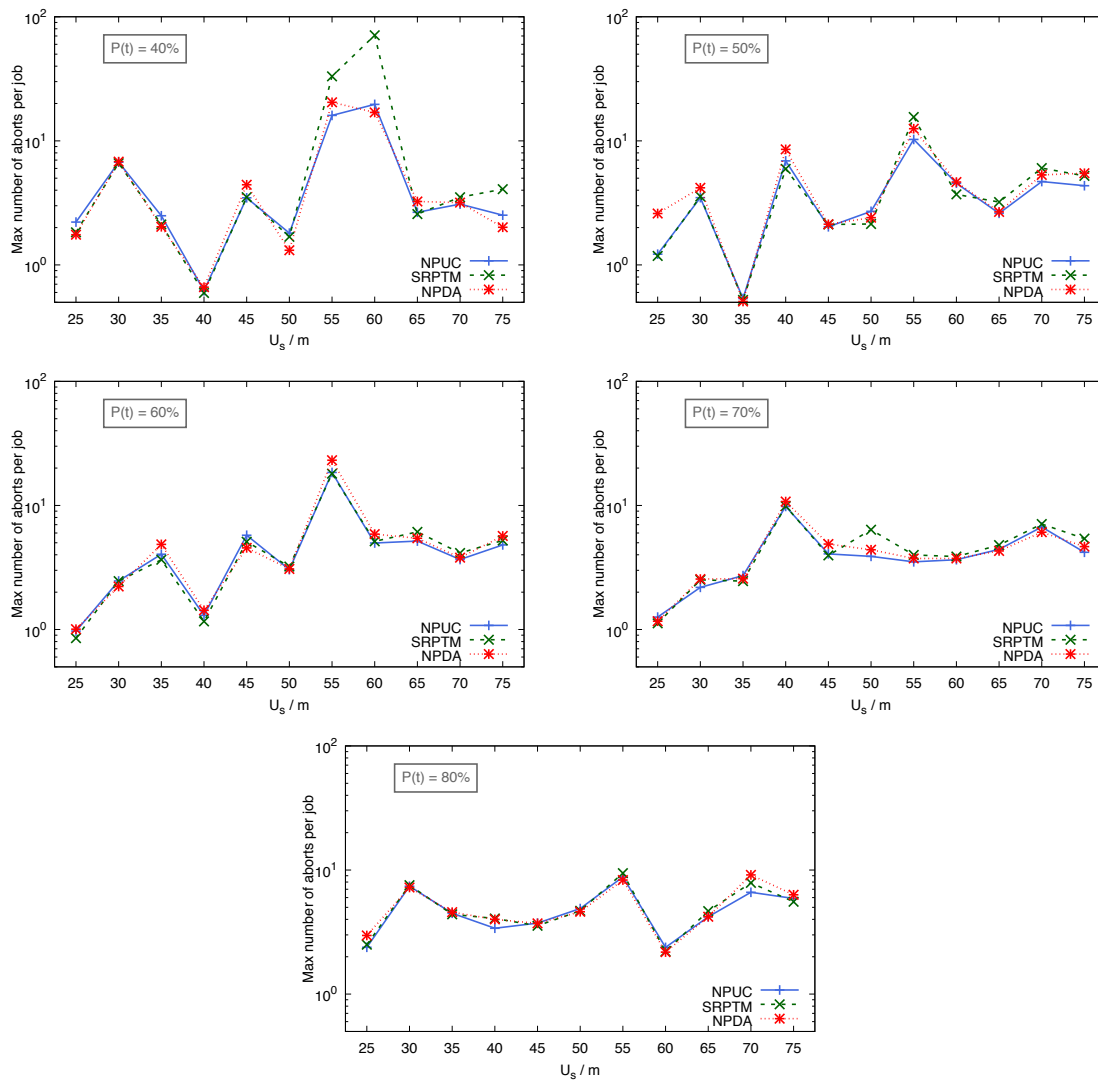 10^2
P(t) = 40%
10^1
10^0
Max number of aborts per job
NPUC
SRPTM
NPDA
25 30 35 40 45 50 55 60 65 70 75
U_s / m
10^2
P(t) = 50%
10^1
10^0
Max number of aborts per job
NPUC
SRPTM
NPDA
25 30 35 40 45 50 55 60 65 70 75
U_s / m
10^2
P(t) = 60%
10^1
10^0
Max number of aborts per job
NPUC
SRPTM
NPDA
25 30 35 40 45 50 55 60 65 70 75
U_s / m
10^2
P(t) = 70%
10^1
10^0
Max number of aborts per job
NPUC
SRPTM
NPDA
25 30 35 40 45 50 55 60 65 70 75
U_s / m
10^2
P(t) = 80%
10^1
10^0
Max number of aborts per job
NPUC
SRPTM
NPDA
25 30 35 40 45 50 55 60 65 70 75
U_s / m